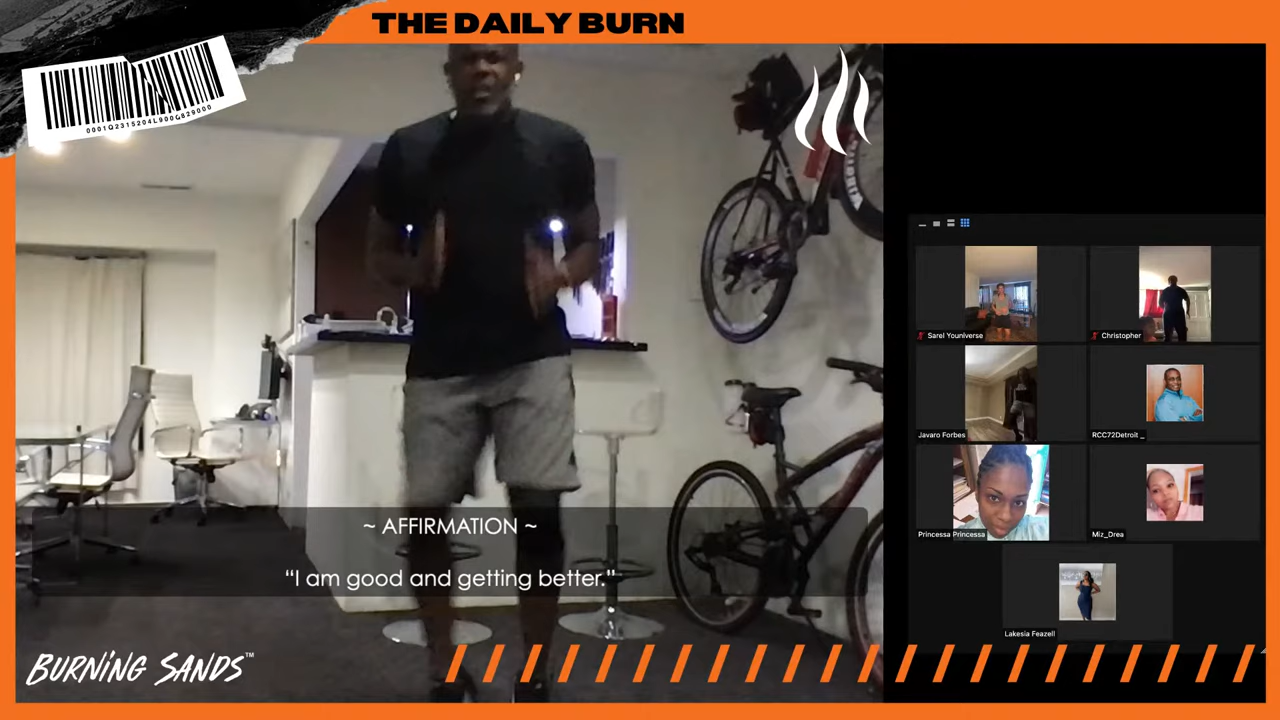 THE DAILY BURN
0001Q2315204L900G829000
~ AFFIRMATION ~
“I am good and getting better.”
BURNING SANDS™
Sarel Youniverse
Christopher
Javaro Forbes
RCC72Detroit _
Princessa Princessa
Miz_Drea
Lakesia Feazell